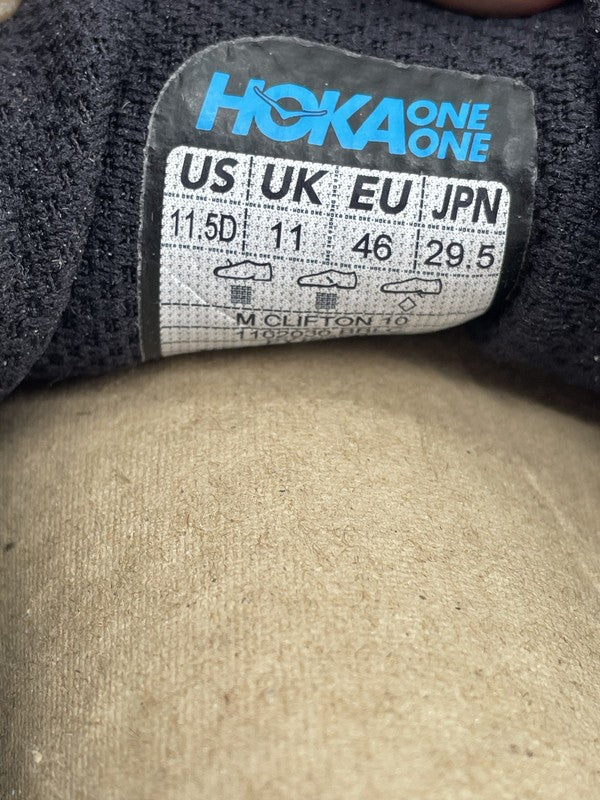 HOKA ONE ONE
US UK EU JPN
11.5D 11 46 29.5
M CLIFTON 10